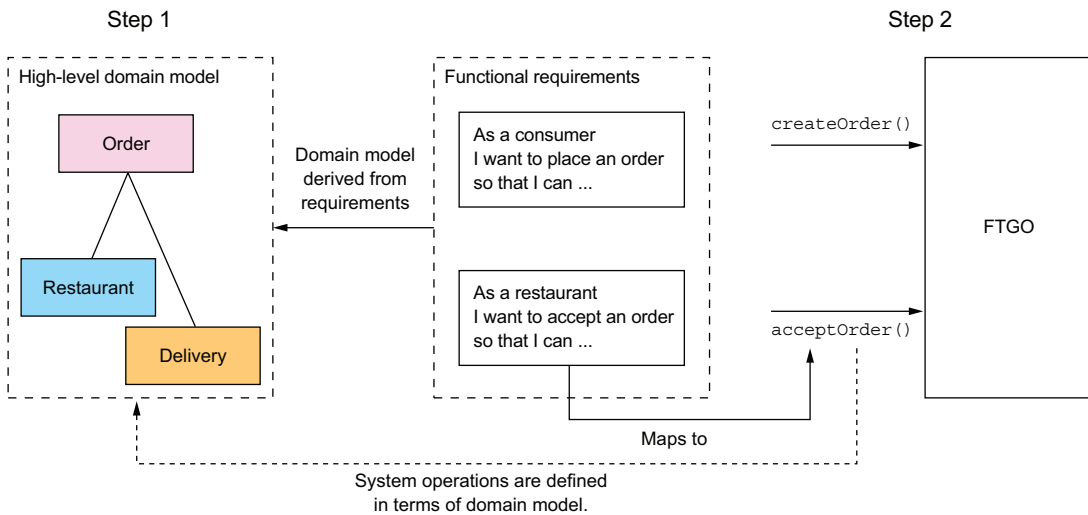 Step 1
Step 2
High-level domain model
Order
Restaurant
Delivery
Domain model
derived from
requirements
Functional requirements
As a consumer
I want to place an order
so that I can ...
As a restaurant
I want to accept an order
so that I can ...
createOrder()
acceptOrder()
FTGO
Maps to
System operations are defined
in terms of domain model.